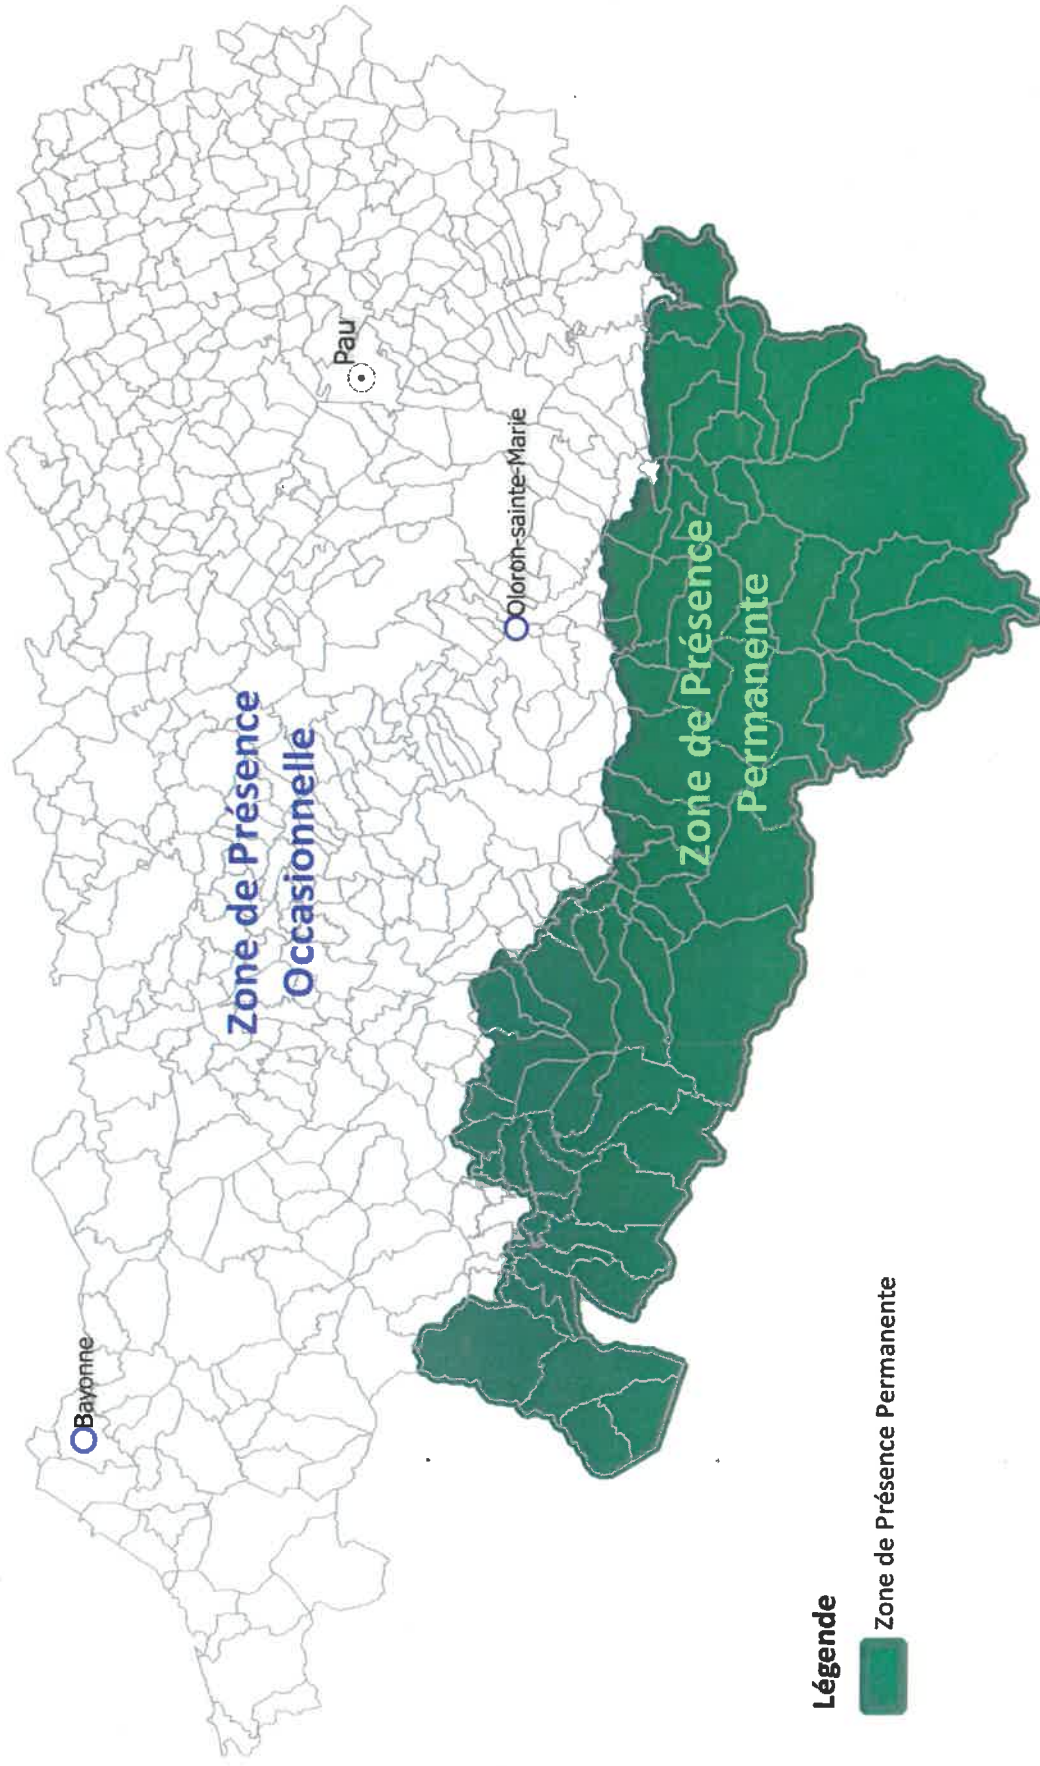 Bayonne
Pau
Zone de Présence
Occasionnelle
Oloron-sainte-Marie
Zone de Présence
Permanente
Légende
Zone de Présence Permanente